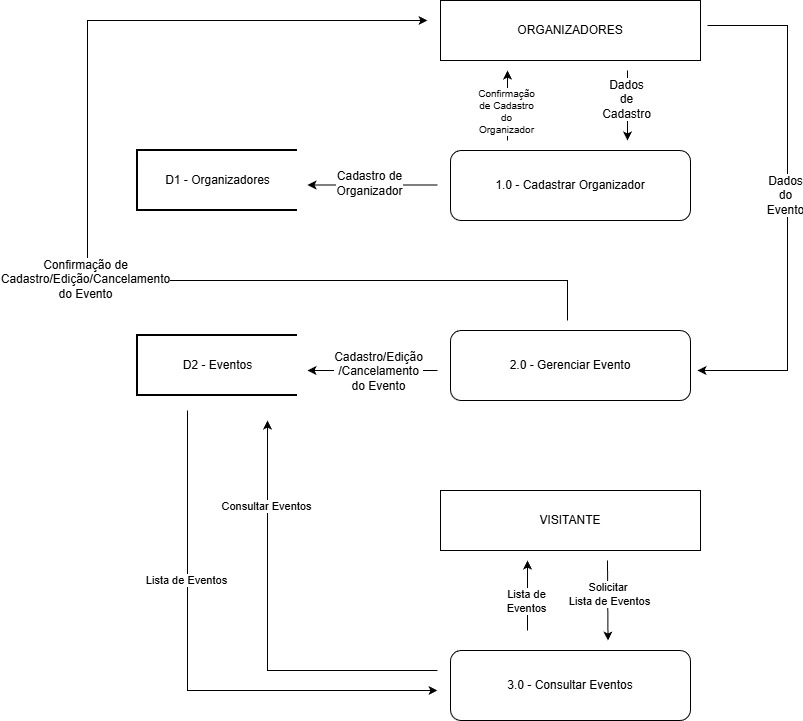 ORGANIZADORES
Confirmação
de Cadastro
do
Organizador
Dados
de
Cadastro
D1 - Organizadores
Cadastro de
Organizador
1.0 - Cadastrar Organizador
Dados
do
Evento
Confirmação de
Cadastro/Edição/Cancelamento
do Evento
D2 - Eventos
Cadastro/Edição
/Cancelamento
do Evento
2.0 - Gerenciar Evento
Consultar Eventos
VISITANTE
Lista de Eventos
Lista de
Eventos
Solicitar
Lista de Eventos
3.0 - Consultar Eventos